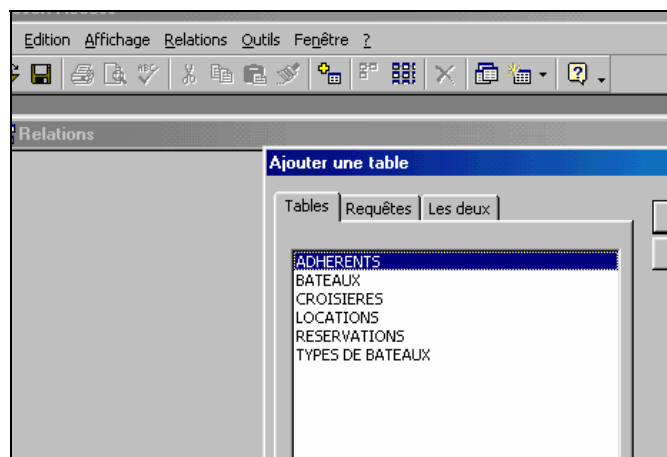 Edition Affichage Relations Outils Fenêtre ?
Relations
Ajouter une table
Tables Requêtes Les deux
ADHERENTS
BATEAUX
CROISIERES
LOCATIONS
RESERVATIONS
TYPES DE BATEAUX